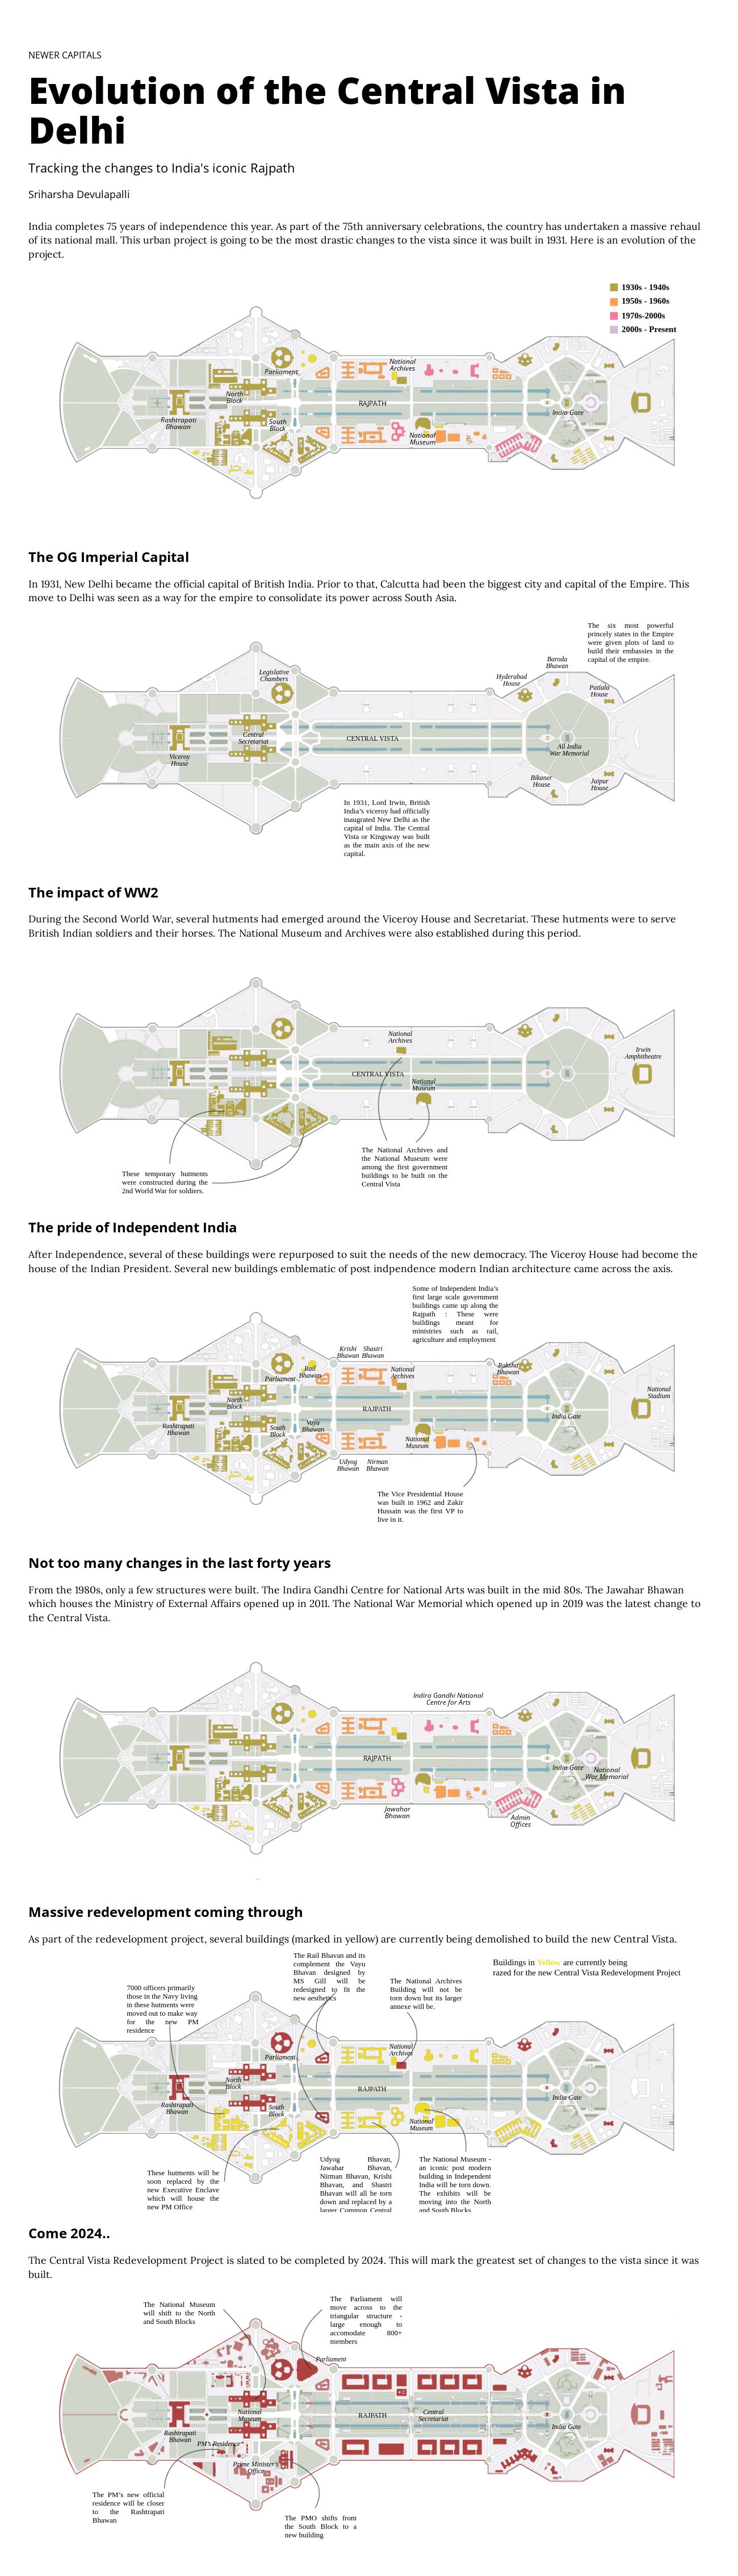 NEWER CAPITALS
Evolution of the Central Vista in
Delhi
Tracking the changes to India's iconic Rajpath
Sriharsha Devulapalli
India completes 75 years of independence this year. As part of the 75th anniversary celebrations, the country has undertaken a massive rehaul
of its national mall. This urban project is going to be the most drastic changes to the vista since it was built in 1931. Here is an evolution of the
project.
1930s - 1940s
1950s - 1960s
1970s-2000s
2000s - Present
National
Archives
Parliament
North
Block
RAJPATH
India Gate
Rashtrapati
Bhawan
South
Block
National
Museum
The OG Imperial Capital
In 1931, New Delhi became the official capital of British India. Prior to that, Calcutta had been the biggest city and capital of the Empire. This
move to Delhi was seen as a way for the empire to consolidate its power across South Asia.
The six most powerful
princely states in the Empire
were given plots of land to
build their embassies in the
capital of the empire.
Baroda
Bhawan
Legislative
Chambers
Hyderabad
House
Patiala
House
Central
Secretariat
CENTRAL VISTA
All India
War Memorial
Viceroy
House
Bikaner
House
Jaipur
House
In 1931, Lord Irwin, British
India's viceroy had officially
inaugrated New Delhi as the
capital of India. The Central
Vista or Kingsway was built
as the main axis of the new
capital.
The impact of WW2
During the Second World War, several hutments had emerged around the Viceroy House and Secretariat. These hutments were to serve
British Indian soldiers and their horses. The National Museum and Archives were also established during this period.
National
Archives
Irwin
Amphitheatre
CENTRAL VISTA
National
Museum
The National Archives and
the National Museum were
among the first government
buildings to be built on the
Central Vista
These temporary hutments
were constructed during the
2nd World War for soldiers.
The pride of Independent India
After Independence, several of these buildings were repurposed to suit the needs of the new democracy. The Viceroy House had become the
house of the Indian President. Several new buildings emblematic of post indpendence modern Indian architecture came across the axis.
Some of Independent India's
first large scale government
buildings came up along the
Rajpath : These were
buildings meant for
ministries such as rail,
agriculture and employment
Krishi
Bhawan
Shastri
Bhawan
Rail
Bhawan
National
Archives
Raksha
Bhawan
Parliament
National
Stadium
North
Block
RAJPATH
India Gate
Rashtrapati
Bhawan
South
Block
Vayu
Bhawan
National
Museum
Udyog
Bhawan
Nirman
Bhawan
The Vice Presidential House
was built in 1962 and Zakir
Hussain was the first VP to
live in it.
Not too many changes in the last forty years
From the 1980s, only a few structures were built. The Indira Gandhi Centre for National Arts was built in the mid 80s. The Jawahar Bhawan
which houses the Ministry of External Affairs opened up in 2011. The National War Memorial which opened up in 2019 was the latest change to
the Central Vista.
Indira Gandhi National
Centre for Arts
RAJPATH
India Gate
National
War Memorial
Jawahar
Bhawan
Admin
Offices
Massive redevelopment coming through
As part of the redevelopment project, several buildings (marked in yellow) are currently being demolished to build the new Central Vista.
The Rail Bhavan and its
complement the Vayu
Bhavan designed by
MS Gill will be
redesigned to fit the
new aesthetics
Buildings in Yellow are currently being
razed for the new Central Vista Redevelopment Project
The National Archives
Building will not be
torn down but its larger
annexe will be.
7000 officers primarily
those in the Navy living
in these hutments were
moved out to make way
for the new PM
residence
National
Archives
Parliament
North
Block
RAJPATH
India Gate
Rashtrapati
Bhawan
South
Block
National
Museum
These hutments will be
soon replaced by the
new Executive Enclave
which will house the
new PM Office
Udyog Bhavan,
Jawahar Bhavan,
Nirman Bhavan, Krishi
Bhavan, and Shastri
Bhavan will all be torn
down and replaced by a
larger Common Central
The National Museum -
an iconic post modern
building in Independent
India will be torn down.
The exhibits will be
moving into the North
and South Blocks
Come 2024..
The Central Vista Redevelopment Project is slated to be completed by 2024. This will mark the greatest set of changes to the vista since it was
built.
The National Museum
will shift to the North
and South Blocks
The Parliament will
move across to the
triangular structure -
large enough to
accomodate 800+
members
Parliament
National
Museum
RAJPATH
Central
Secretariat
India Gate
Rashtrapati
Bhawan
PM's Residence
Prime Minister's
Office
The PM's new official
residence will be closer
to the Rashtrapati
Bhawan
The PMO shifts from
the South Block to a
new building